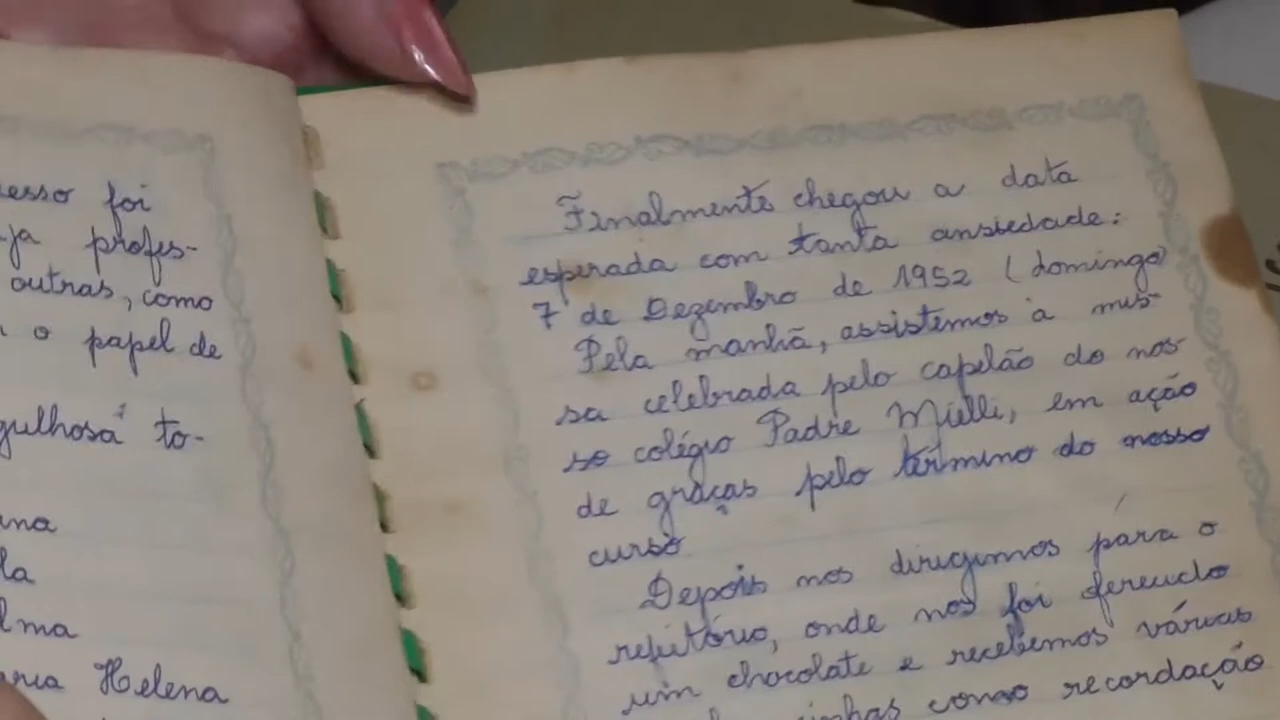 esso foi
ja profes-
outras, como
o papel de
gulhosa to-
ma
la
lma
Helena
Finalmente chegou a data
esperada com tanta ansiedade:
7 de Dezembro de 1952 (domingo)
Pela manhã, assistemos à mis-
sa celebrada pelo capelão do nos-
so colégio Padre Mielli, em ação
de graças pelo término do nosso
curso
Depois nos dirigimos para o
refeitório, onde nos foi oferecido
um chocolate e recebemos várias
como recordação